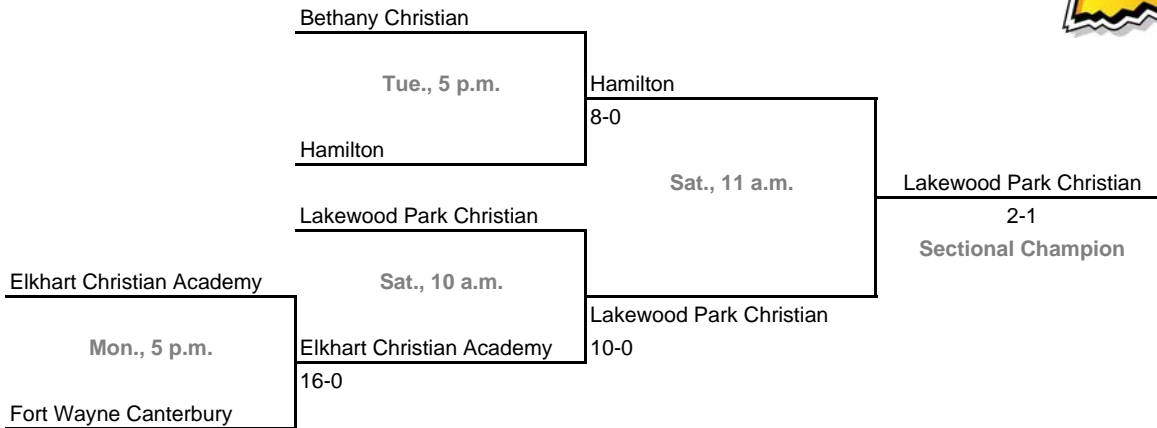 Bethany Christian
Tue., 5 p.m.
Hamilton
8-0
Hamilton
Sat., 11 a.m.
Lakewood Park Christian
2-1
Sectional Champion
Lakewood Park Christian
Elkhart Christian Academy
Sat., 10 a.m.
Lakewood Park Christian
10-0
Mon., 5 p.m.
Elkhart Christian Academy
16-0
Fort Wayne Canterbury